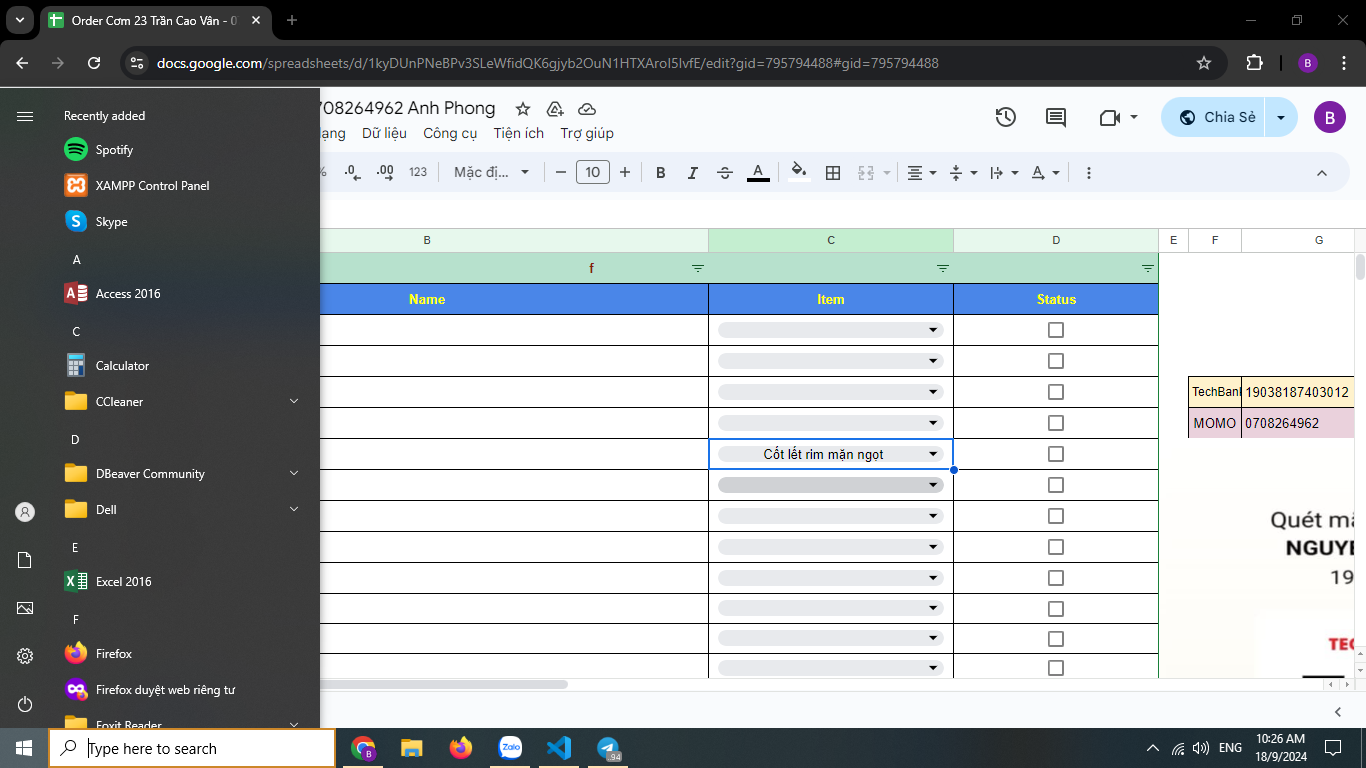 Order Cơm 23 Trần Cao Vân - 0
docs.google.com/spreadsheets/d/1kyDUnPNeBPv3SLeWfidQK6gjyb2OuN1HTXAroI5IvfE/edit?gid=795794488#gid=795794488
B
708264962 Anh Phong
Dữ liệu Công cụ Tiện ích Trợ giúp
Chia Sẻ
B
% .0 .00 123 Mặc đị... 10 B I S A
B C D E F G
f
Name Item Status
TechBank 19038187403012
MOMO 0708264962
Cốt lết rim mặn ngọt
Quét mã
NGUYE
19
TEC
Recently added
Spotify
XAMPP Control Panel
Skype
A
Access 2016
C
Calculator
CCleaner
D
DBeaver Community
Dell
E
Excel 2016
F
Firefox
Firefox duyệt web riêng tư
Foxit Reader
Type here to search
Zalo
.94
ENG
10:26 AM
18/9/2024